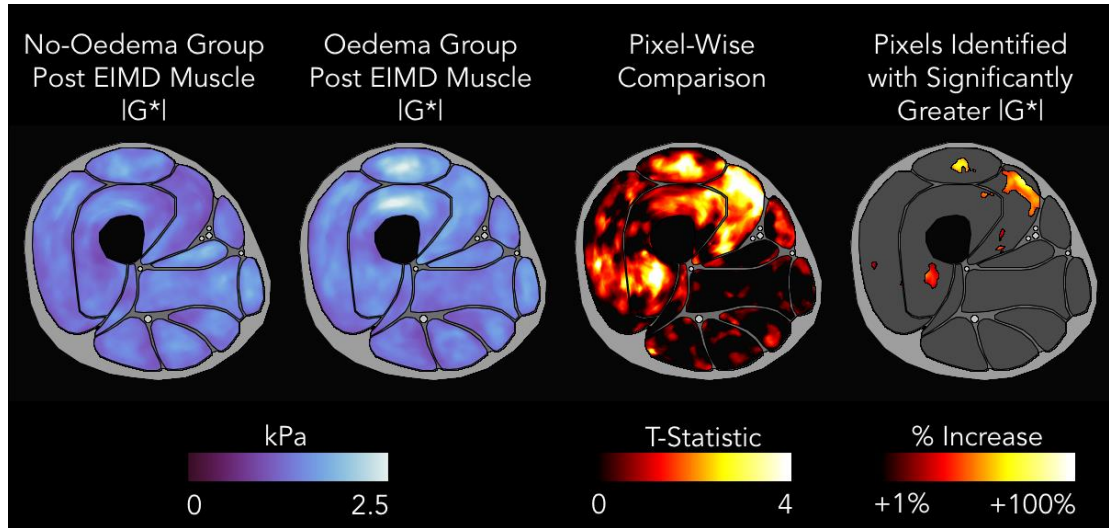 No-Oedema Group
Post EIMD Muscle
|G*|
Oedema Group
Post EIMD Muscle
|G*|
Pixel-Wise
Comparison
Pixels Identified
with Significantly
Greater |G*|
kPa
0 2.5
T-Statistic
0 4
% Increase
+1% +100%